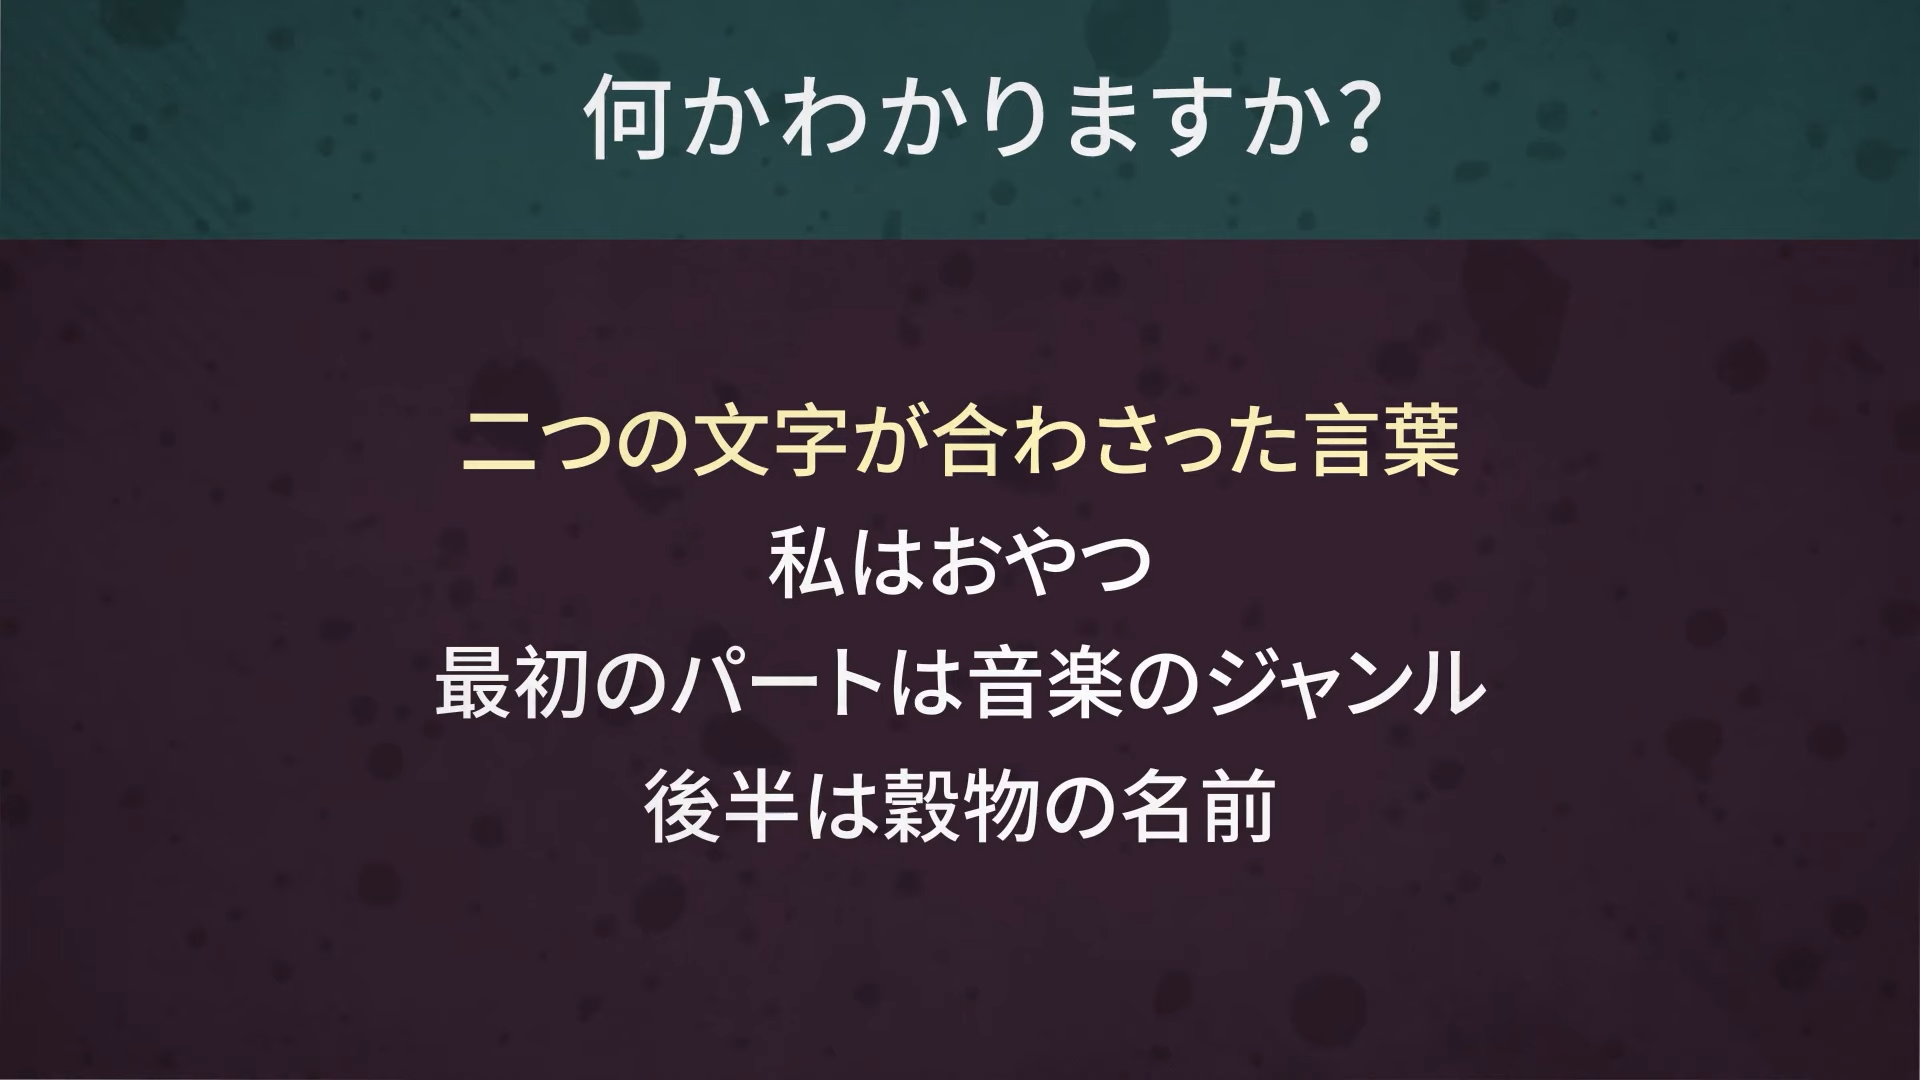 何かわかりますか?
二つの文字が合わさった言葉
私はおやつ
最初のパートは音楽のジャンル
後半は穀物の名前